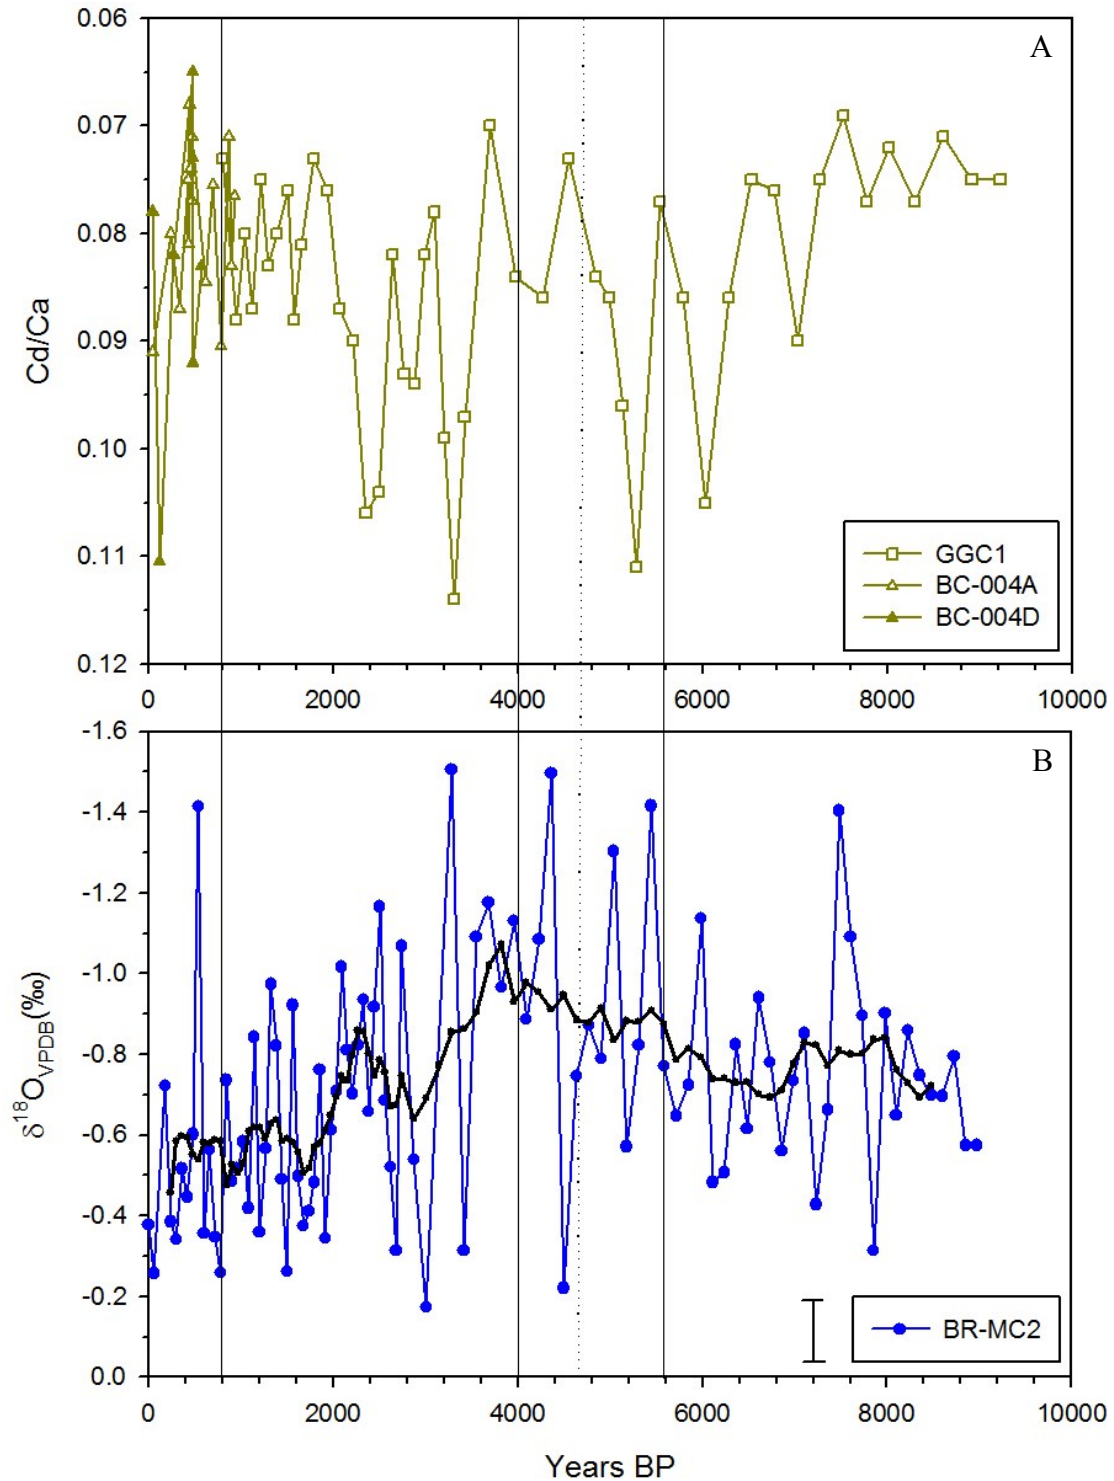 A
0.06
0.07
0.08
0.09
0.10
0.11
0.12
Cd/Ca
GGC1
BC-004A
BC-004D
0 2000 4000 6000 8000 10000
B
-1.6
-1.4
-1.2
-1.0
-0.8
-0.6
-0.4
-0.2
0.0
δ18OVPDB(‰)
BR-MC2
0 2000 4000 6000 8000 10000
Years BP